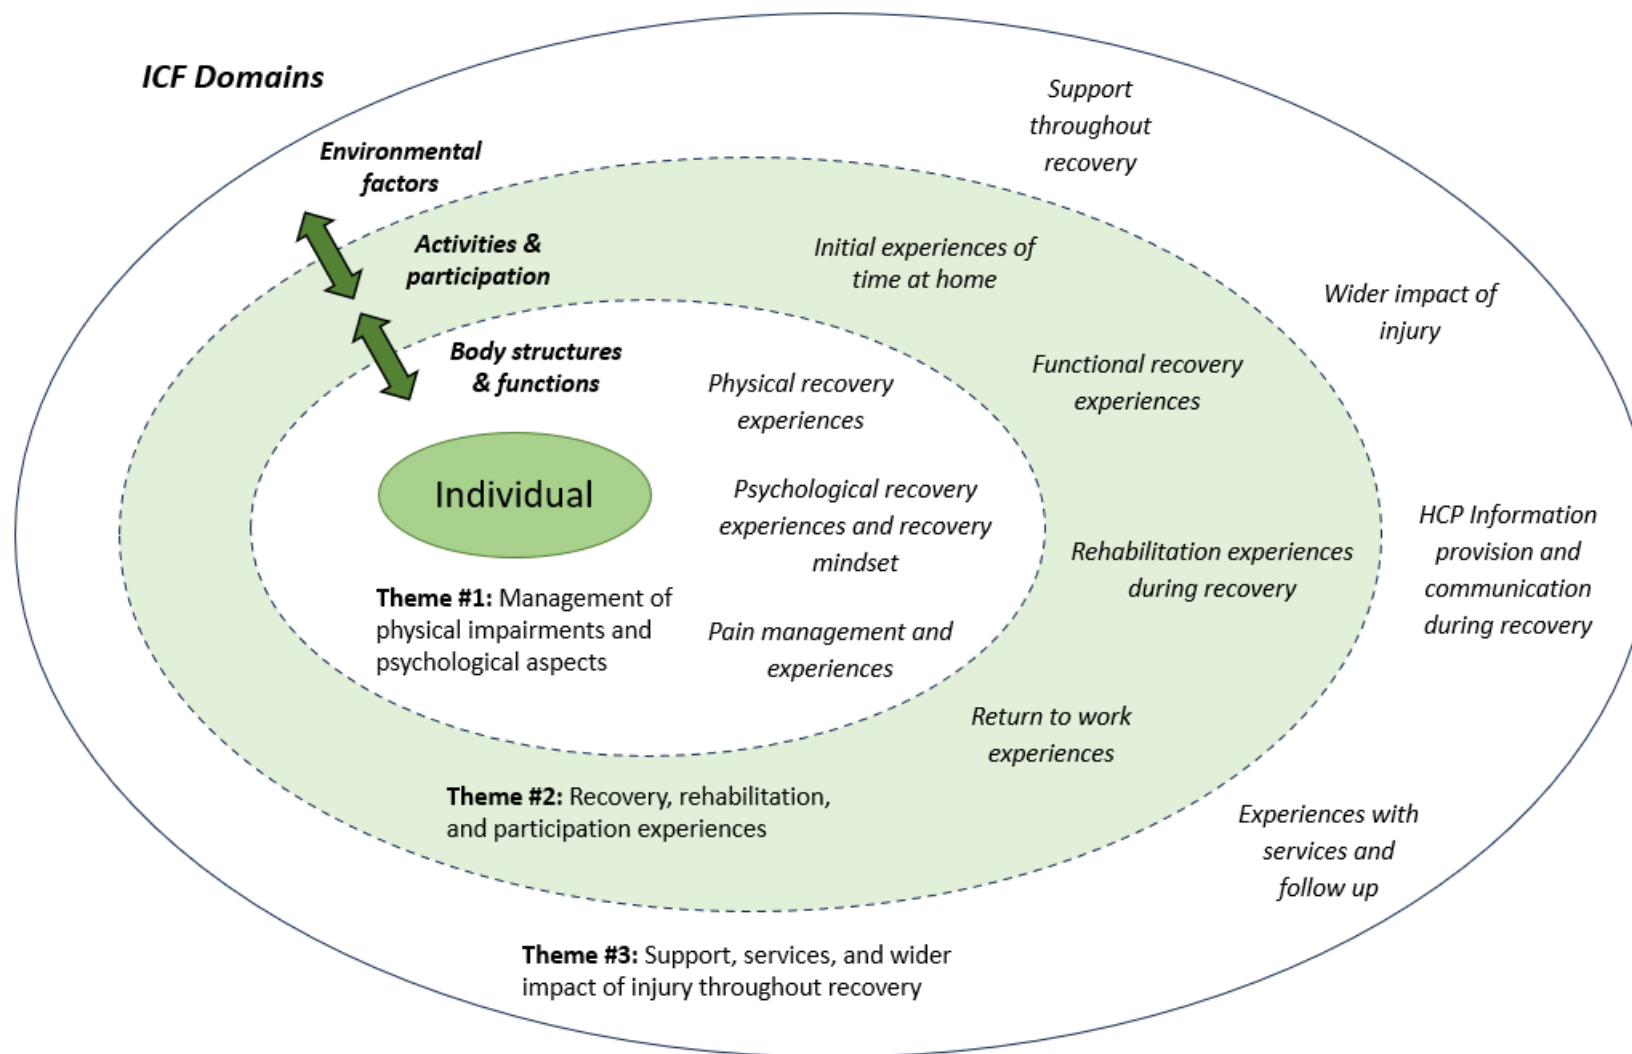 ICF Domains
Environmental
factors
Activities &
participation
Body structures
& functions
Individual
Theme #1: Management of
physical impairments and
psychological aspects
Physical recovery
experiences
Psychological recovery
experiences and recovery
mindset
Pain management and
experiences
Initial experiences of
time at home
Functional recovery
experiences
Rehabilitation experiences
during recovery
Return to work
experiences
Theme #2: Recovery, rehabilitation,
and participation experiences
Support
throughout
recovery
Wider impact of
injury
HCP Information
provision and
communication
during recovery
Experiences with
services and
follow up
Theme #3: Support, services, and wider
impact of injury throughout recovery